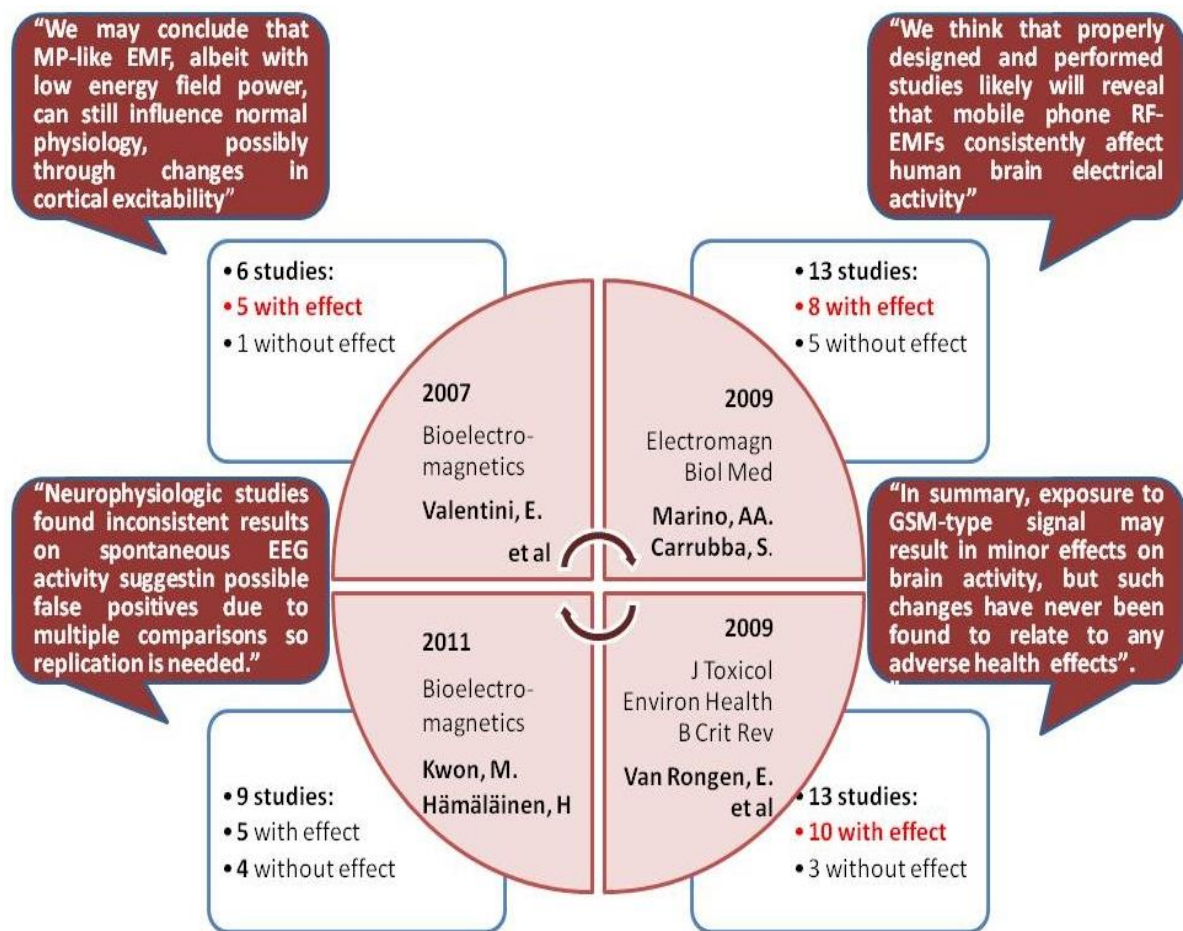 “We may conclude that
MP-like EMF, albeit with
low energy field power,
can still influence normal
physiology, possibly
through changes in
cortical excitability”
“We think that properly
designed and performed
studies likely will reveal
that mobile phone RF-
EMFs consistently affect
human brain electrical
activity”
• 6 studies:
• 5 with effect
• 1 without effect
• 13 studies:
• 8 with effect
• 5 without effect
2007
Bioelectro-
magnetics
Valentini, E.
et al
2009
Electromagn
Biol Med
Marino, AA.
Carrubba, S.
“Neurophysiologic studies
found inconsistent results
on spontaneous EEG
activity suggestin possible
false positives due to
multiple comparisons so
replication is needed.”
“In summary, exposure to
GSM-type signal may
result in minor effects on
brain activity, but such
changes have never been
found to relate to any
adverse health effects”.
"
2011
Bioelectro-
magnetics
Kwon, M.
Hämäläinen, H
2009
J Toxicol
Environ Health
B Crit Rev
Van Rongen, E.
et al
• 9 studies:
• 5 with effect
• 4 without effect
• 13 studies:
• 10 with effect
• 3 without effect